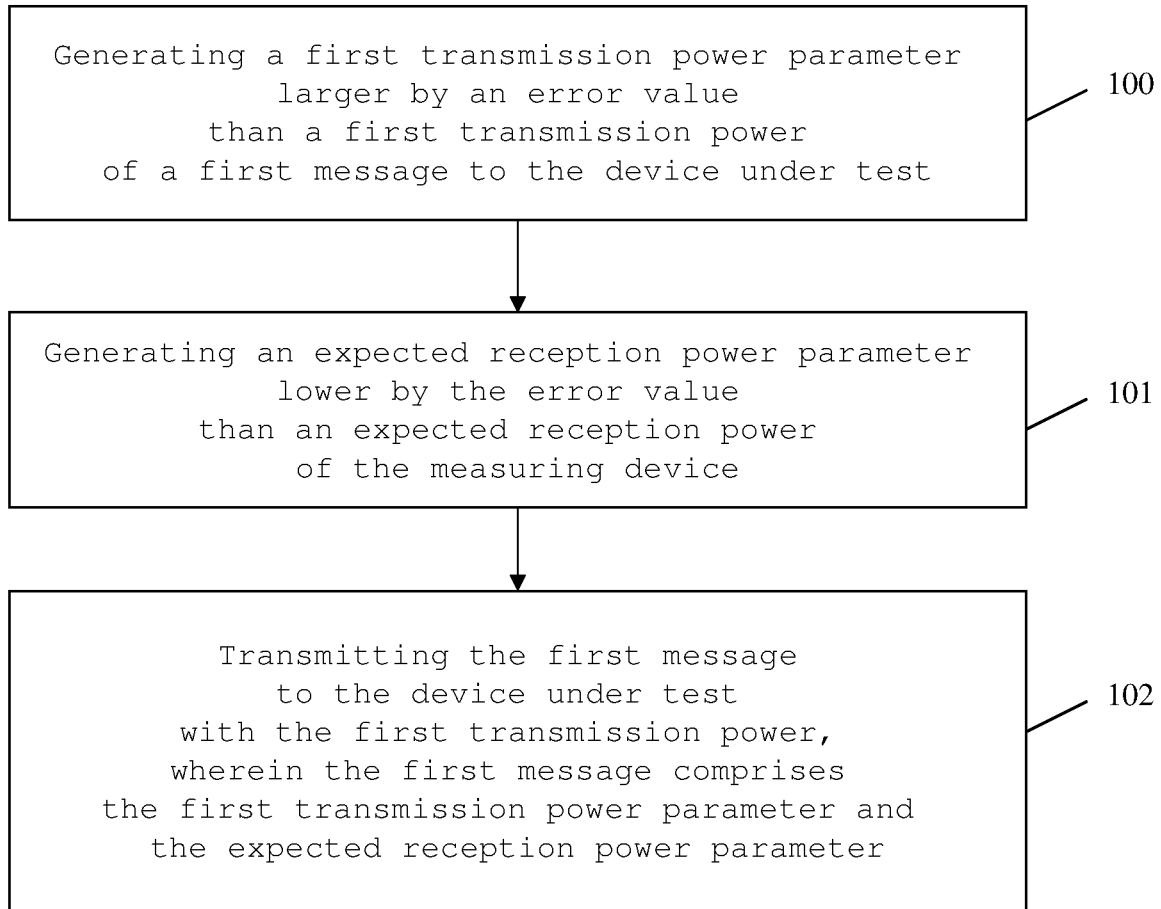 Generating a first transmission power parameter
larger by an error value
than a first transmission power
of a first message to the device under test
100
Generating an expected reception power parameter
lower by the error value
than an expected reception power
of the measuring device
101
Transmitting the first message
to the device under test
with the first transmission power,
wherein the first message comprises
the first transmission power parameter and
the expected reception power parameter
102